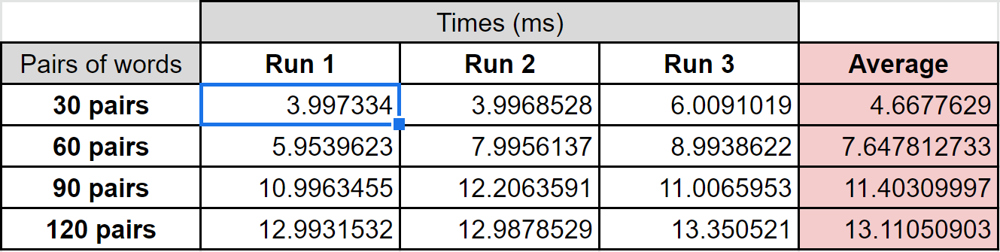 Times (ms)
Pairs of words Run 1 Run 2 Run 3 Average
30 pairs 3.997334 3.9968528 6.0091019 4.6677629
60 pairs 5.9539623 7.9956137 8.9938622 7.647812733
90 pairs 10.9963455 12.2063591 11.0065953 11.40309997
120 pairs 12.9931532 12.9878529 13.350521 13.11050903